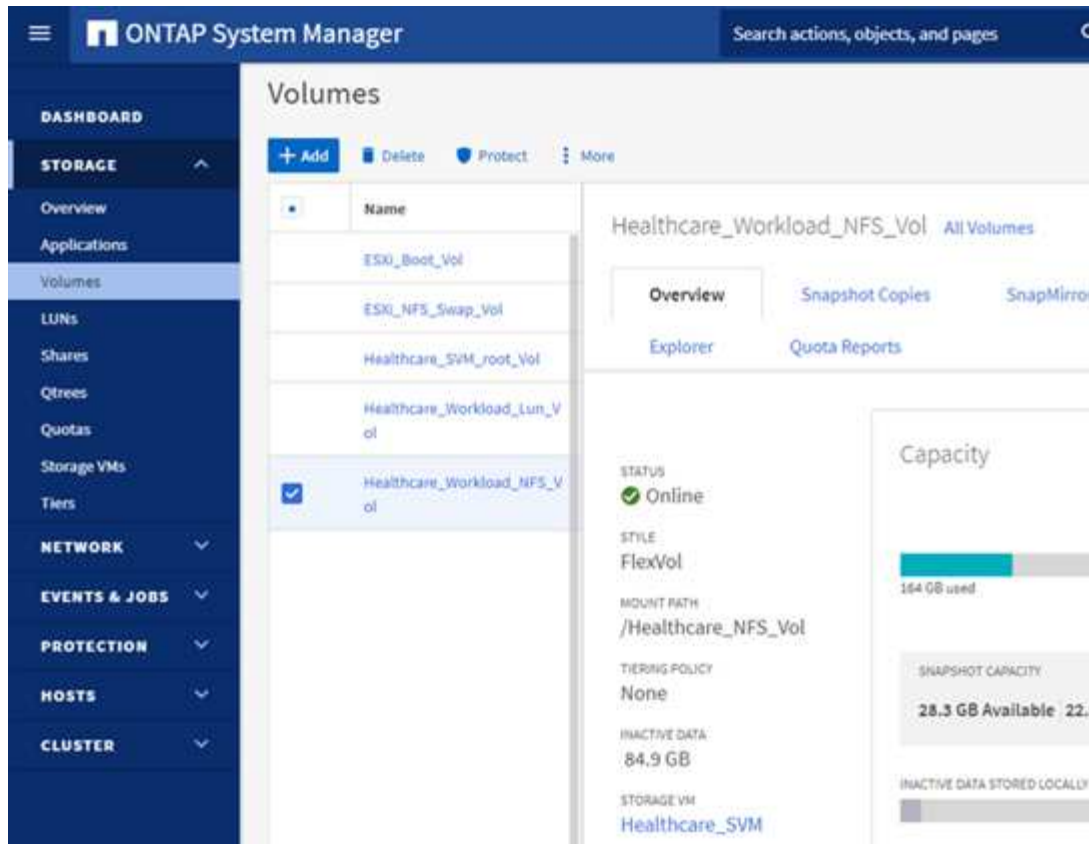 ONTAP System Manager
Search actions, objects, and pages
DASHBOARD
STORAGE
Overview
Applications
Volumes
LUNs
Shares
Qtrees
Quotas
Storage VMs
Tiers
NETWORK
EVENTS & JOBS
PROTECTION
HOSTS
CLUSTER
Volumes
+ Add
Delete
Protect
More
Name
ESXi_Boot_Vol
ESXi_NFS_Swap_Vol
Healthcare_SVM_root_Vol
Healthcare_Workload_Lun_V
ol
Healthcare_Workload_NFS_V
ol
Healthcare_Workload_NFS_Vol All Volumes
Overview Snapshot Copies SnapMirro
Explorer Quota Reports
STATUS
Online
STYLE
FlexVol
MOUNT PATH
/Healthcare_NFS_Vol
TIERING POLICY
None
INACTIVE DATA
84.9 GB
STORAGE VM
Healthcare_SVM
Capacity
164 GB used
SNAPSHOT CAPACITY
28.3 GB Available 22.
INACTIVE DATA STORED LOCALLY